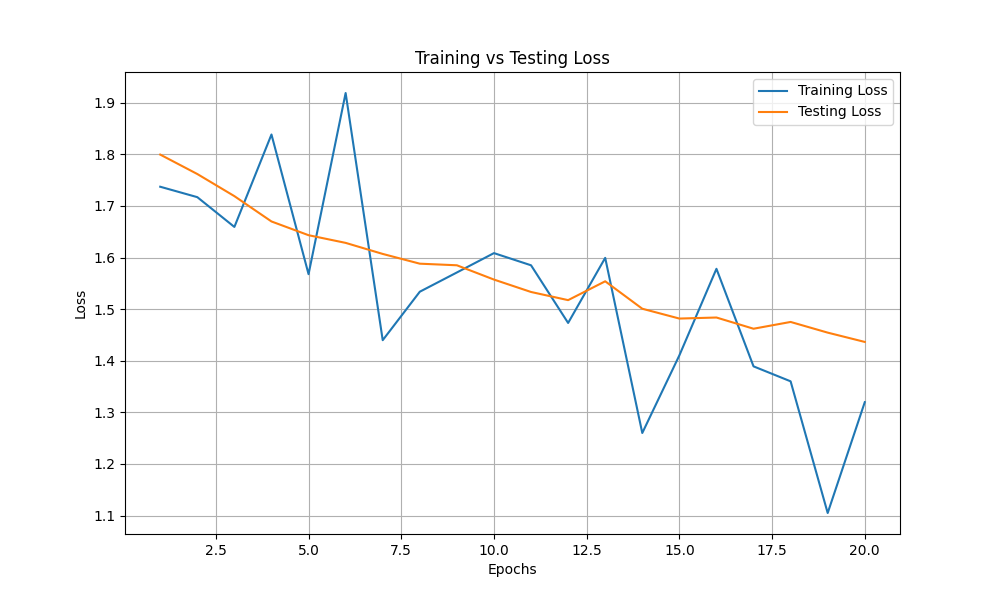 Training vs Testing Loss
Training Loss
Testing Loss
1.9
1.8
1.7
1.6
1.5
1.4
1.3
1.2
1.1
Loss
2.5 5.0 7.5 10.0 12.5 15.0 17.5 20.0
Epochs